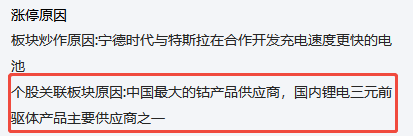 涨停原因
板块炒作原因:宁德时代与特斯拉在合作开发充电速度更快的电
池
个股关联板块原因:中国最大的钴产品供应商，国内锂电三元前
驱体产品主要供应商之一